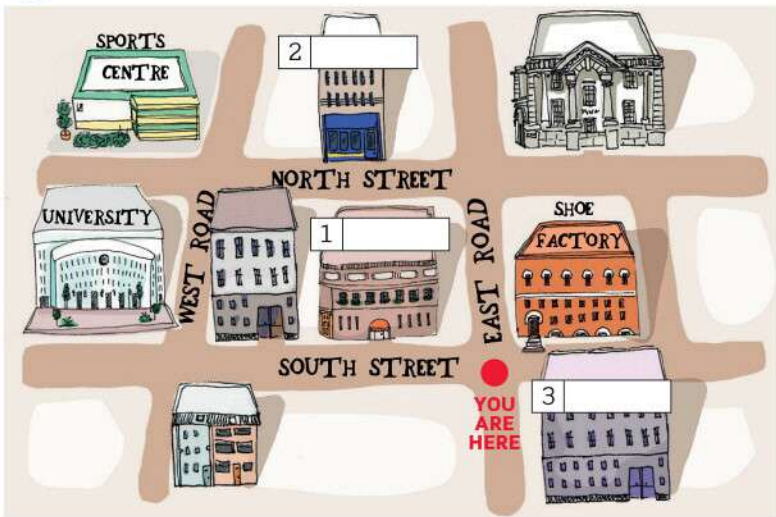 SPORTS
CENTRE
2
NORTH STREET
UNIVERSITY
WEST ROAD
1
EAST ROAD
SHOE
FACTORY
SOUTH STREET
YOU
ARE
HERE
3